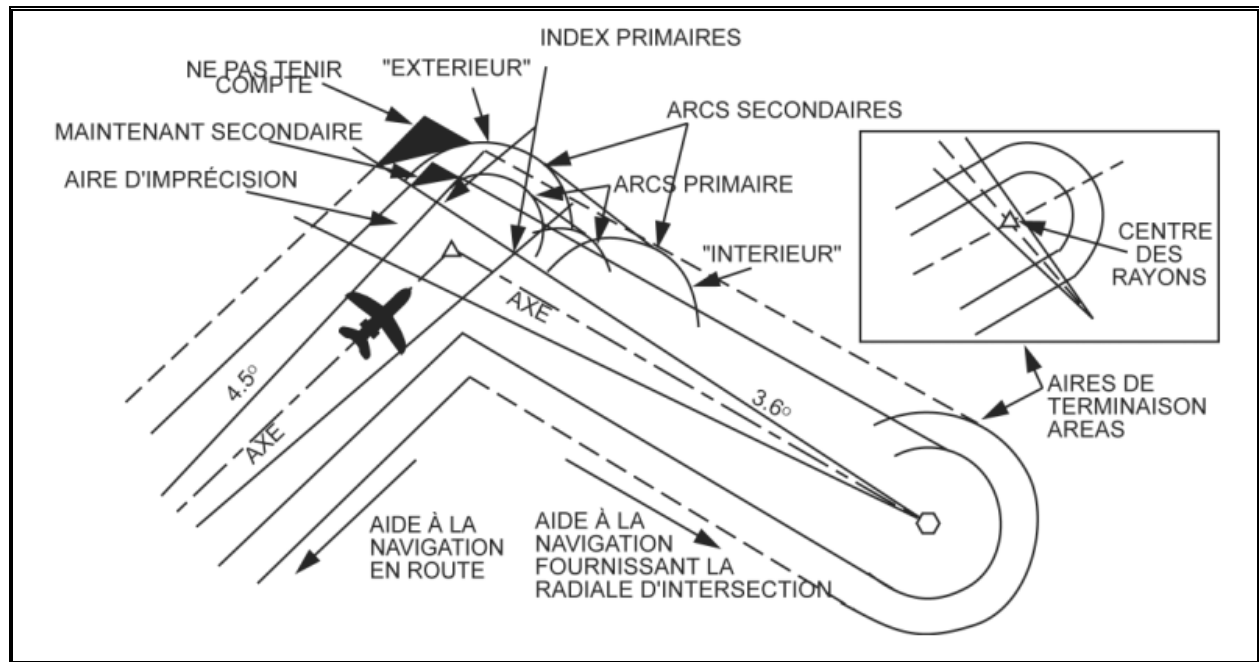 INDEX PRIMAIRES
NE PAS TENIR
COMPTE
"EXTERIEUR"
ARCS SECONDAIRES
MAINTENANT SECONDAIRE
AIRE D'IMPRÉCISION
ARCS PRIMAIRE
CENTRE
DES
RAYONS
"INTERIEUR"
AXE
4.5º
3.6º
AXE
AIRES DE
TERMINAISON
AREAS
AIDE À LA
NAVIGATION
EN ROUTE
AIDE À LA
NAVIGATION
FOURNISSANT LA
RADIALE D'INTERSECTION